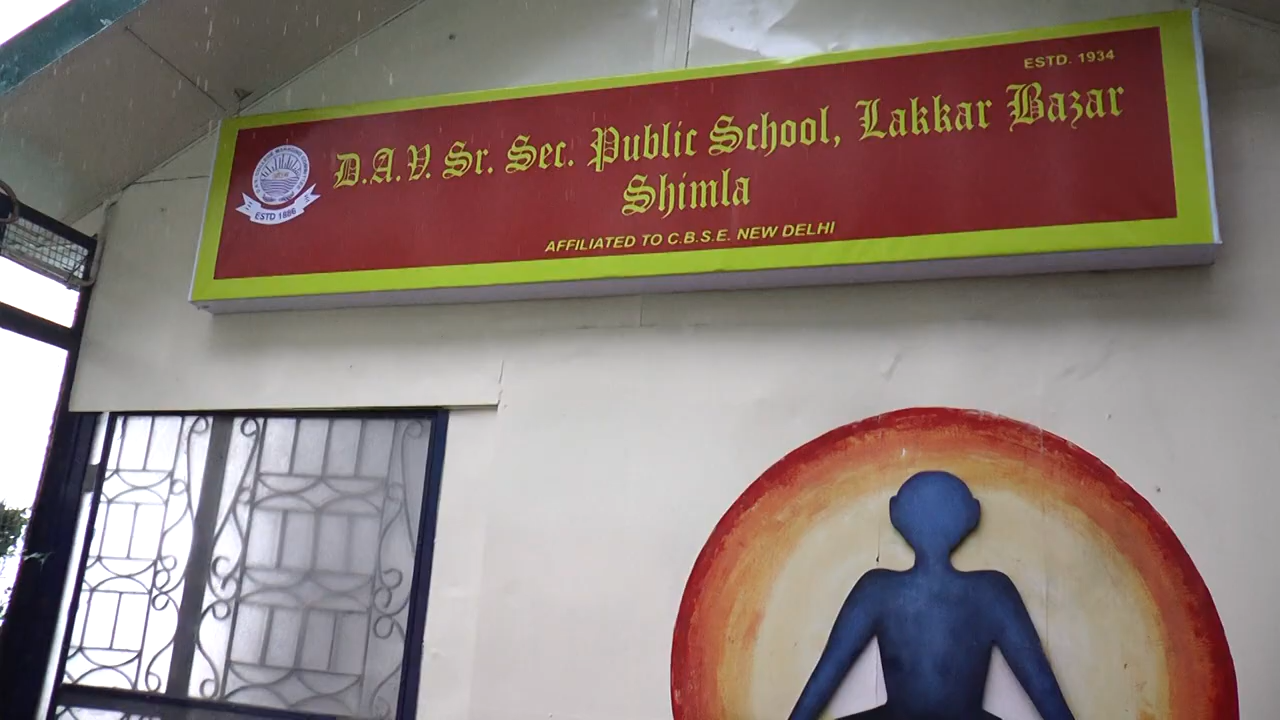 ESTD. 1934
D.A.V. Sr. Sec. Public School, Lakkar Bazar
Shimla
AFFILIATED TO C.B.S.E. NEW DELHI
ESTD 1886